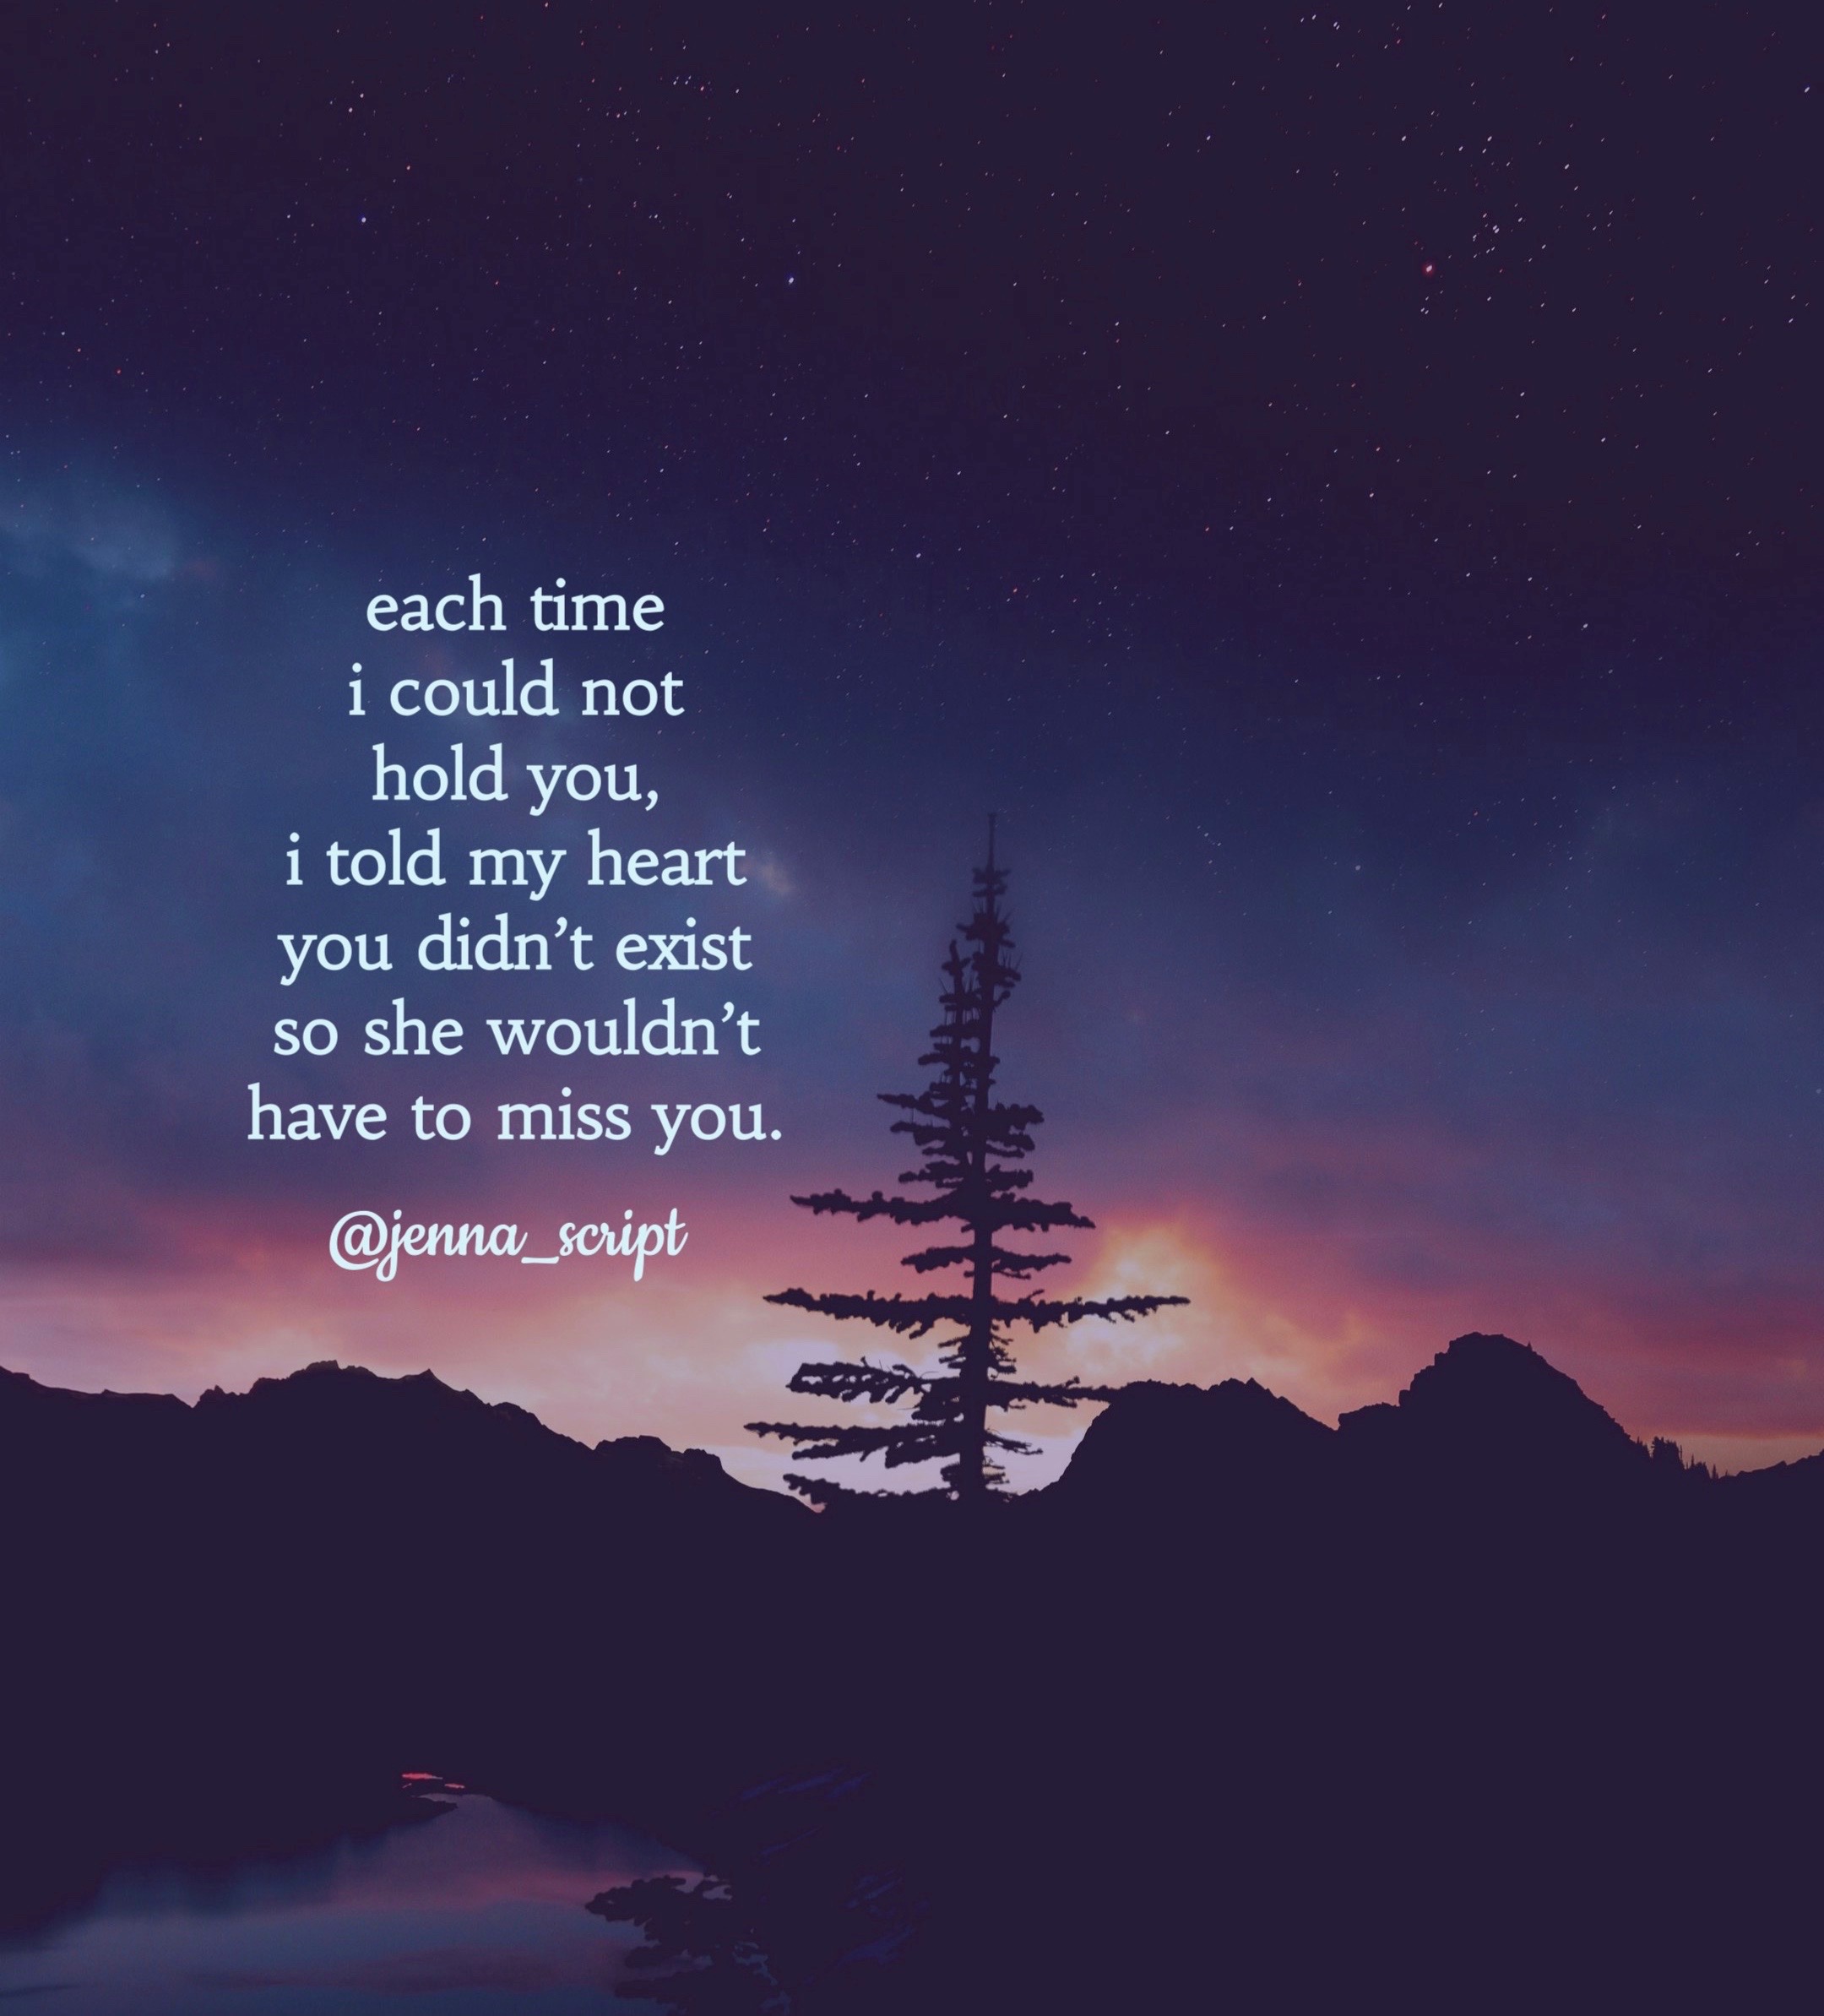 each time
i could not
hold you,
i told my heart
you didn’t exist
so she wouldn’t
have to miss you.
@jenna_script